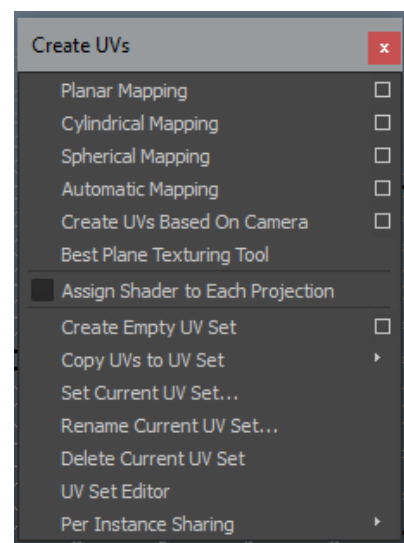 Create UVs
x
Planar Mapping
Cylindrical Mapping
Spherical Mapping
Automatic Mapping
Create UVs Based On Camera
Best Plane Texturing Tool
Assign Shader to Each Projection
Create Empty UV Set
Copy UVs to UV Set
Set Current UV Set...
Rename Current UV Set...
Delete Current UV Set
UV Set Editor
Per Instance Sharing